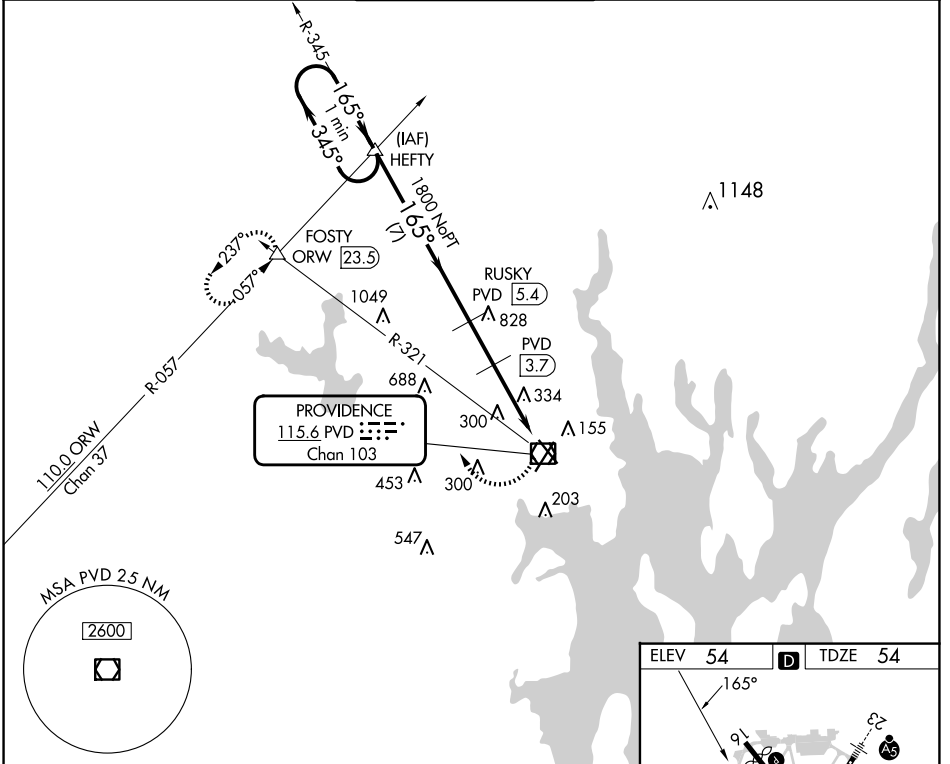 R-345
165°
1 min
345°
(IAF)
HEFTY
1800 NoPT
165°
(7)
1148
237°
FOSTY
ORW 23.5
057°
RUSKY
PVD 5.4
828
1049
R-321
PVD
3.7
R-057
688
334
PROVIDENCE
115.6 PVD
Chan 103
300
155
110.0 ORW
Chan 37
453
300
203
547
MSA PVD 25 NM
2600
ELEV 54
D
TDZE 54
165°
16
23
A5